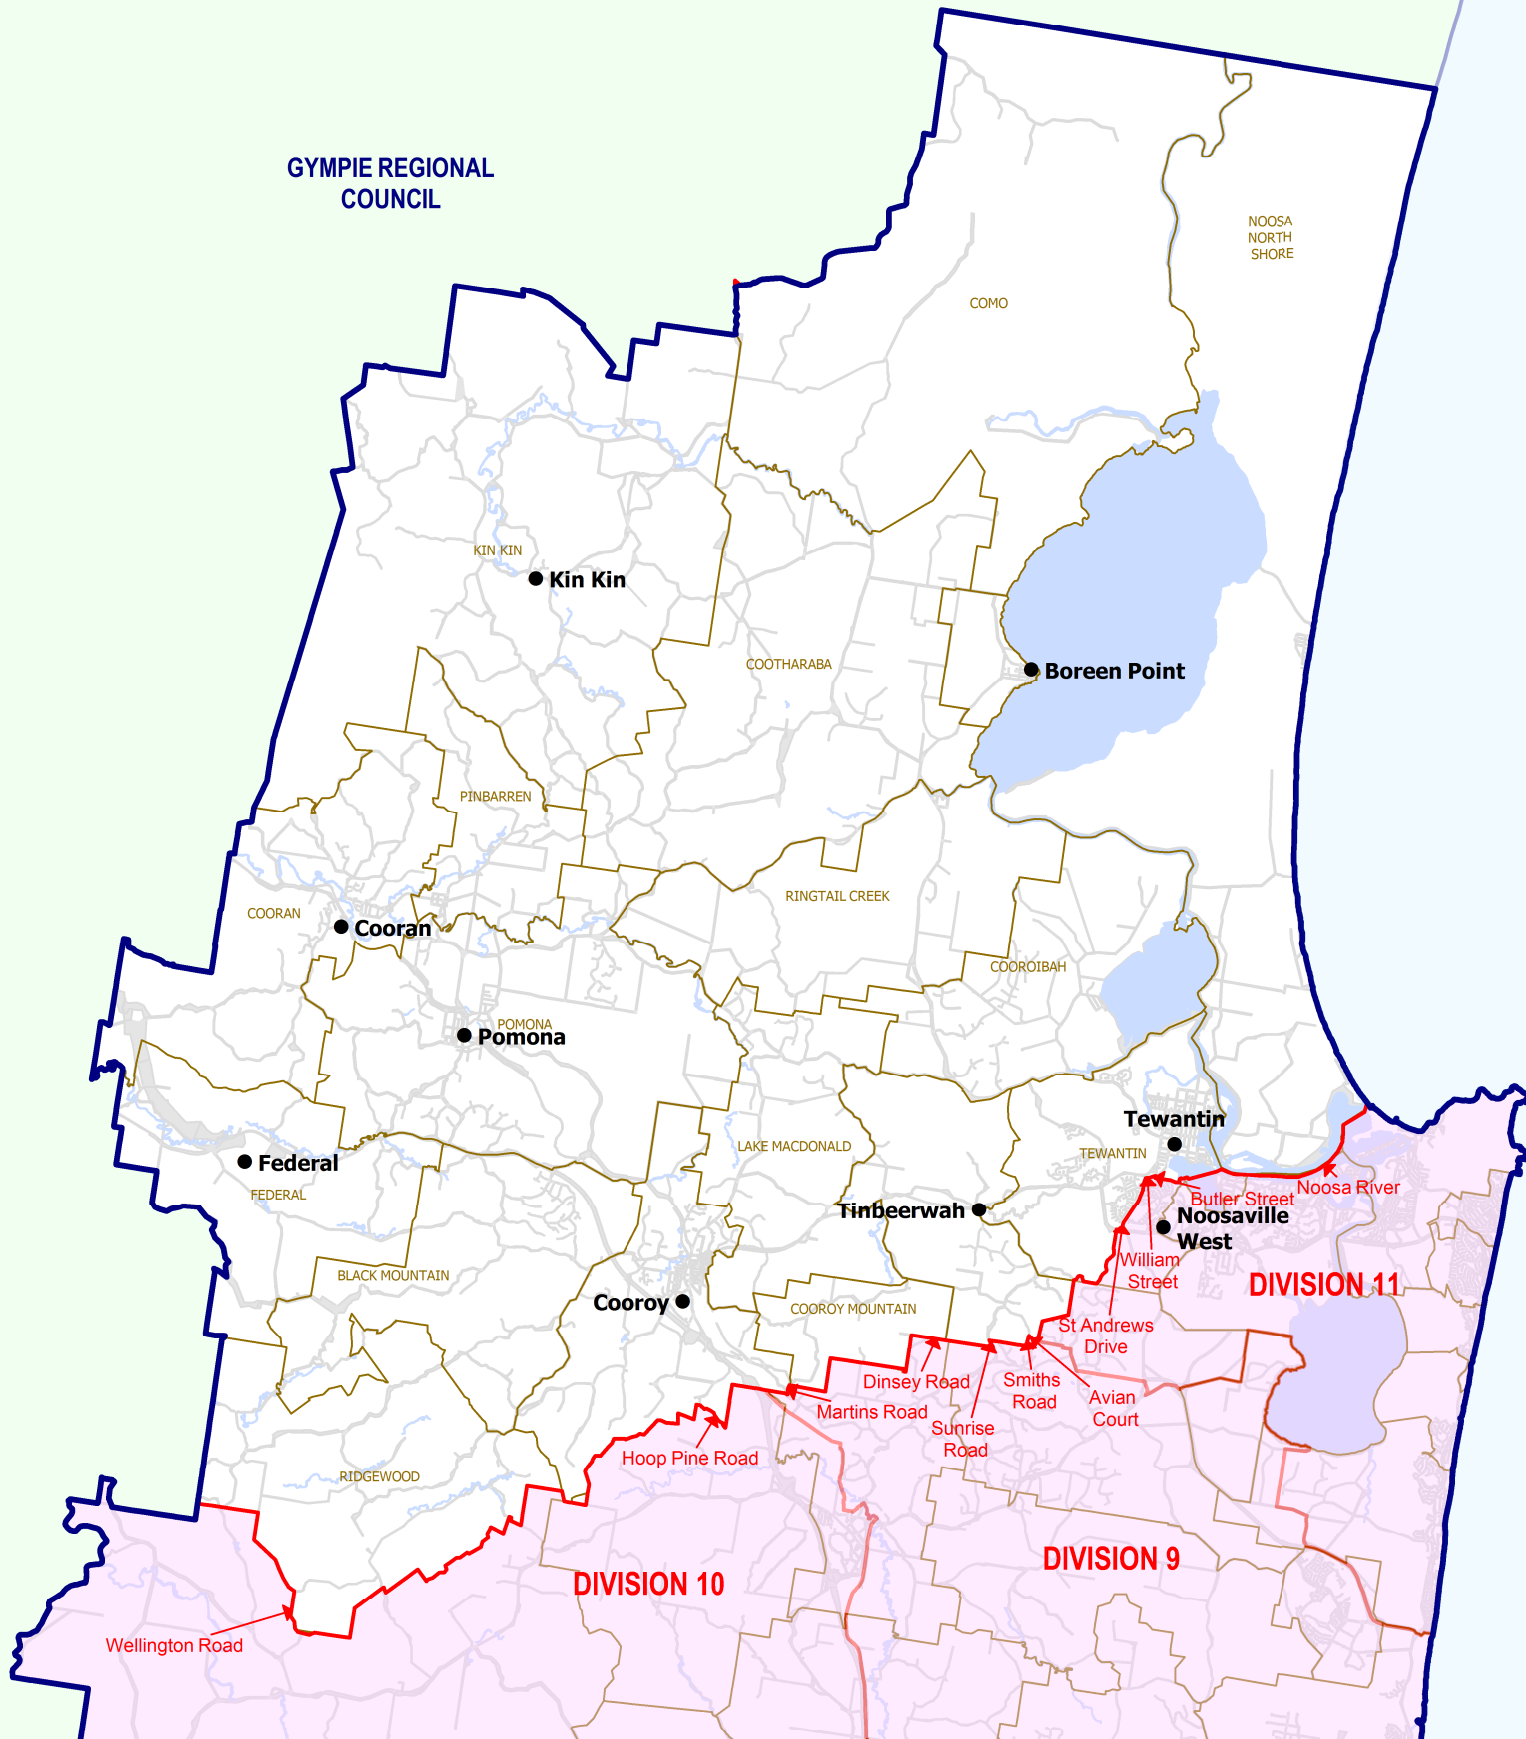 GYMPIE REGIONAL
COUNCIL
NOOSA
NORTH
SHORE
COMO
KIN KIN
Kin Kin
COOTHARABA
Boreen Point
PINBARREN
RINGTAIL CREEK
COORAN
Cooran
COOROIBAH
POMONA
Pomona
Tewantin
LAKE MACDONALD
TEWANTIN
Federal
FEDERAL
Noosa River
Butler Street
Tinbeerwah
Noosaville
West
William
Street
BLACK MOUNTAIN
DIVISION 11
Cooroy
COOROY MOUNTAIN
St Andrews
Drive
Dinsey Road
Smiths
Road
Avian
Court
Martins Road
Sunrise
Road
Hoop Pine Road
RIDGEWOOD
DIVISION 9
DIVISION 10
Wellington Road